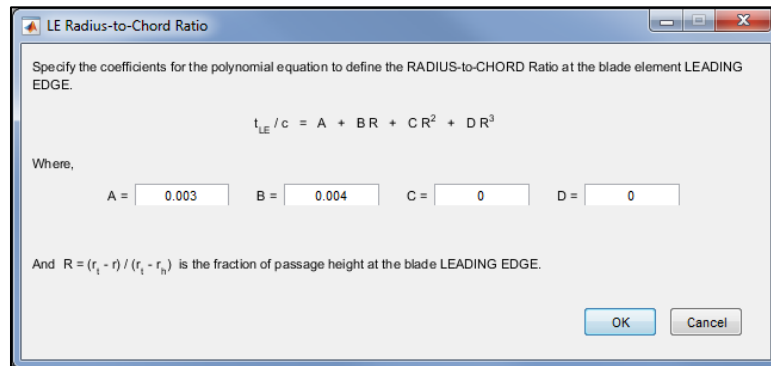 LE Radius-to-Chord Ratio
Specify the coefficients for the polynomial equation to define the RADIUS-to-CHORD Ratio at the blade element LEADING
EDGE.
t_LE / c = A + B R + C R² + D R³
Where,
A = 0.003 B = 0.004 C = 0 D = 0
And R = (r_t - r) / (r_t - r_h) is the fraction of passage height at the blade LEADING EDGE.
OK Cancel